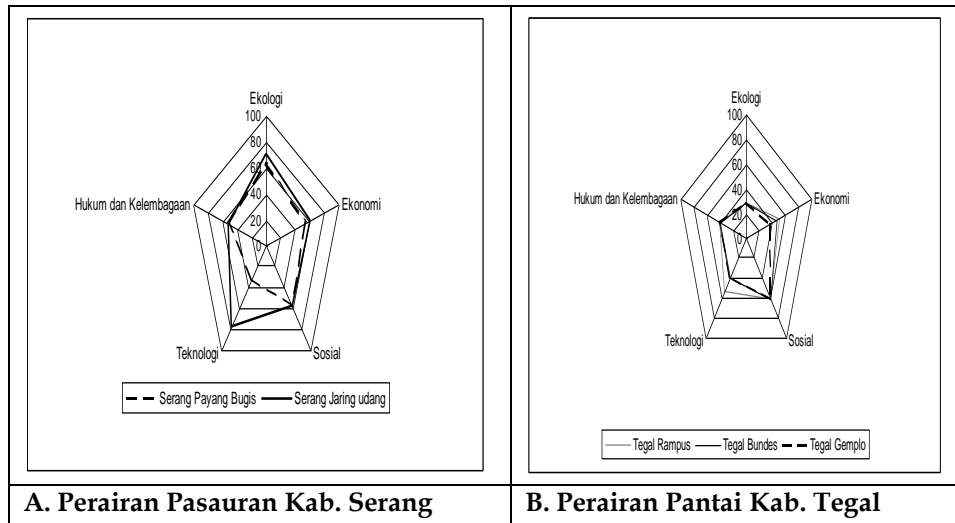 Ekologi
100
80
60
40
20
0
Hukum dan Kelembagaan
Ekonomi
Teknologi
Sosial
Serang Payang Bugis
Serang Jaring udang
A. Perairan Pasauran Kab. Serang
Ekologi
100
80
60
40
20
0
Hukum dan Kelembagaan
Ekonomi
Teknologi
Sosial
Tegal Rampus
Tegal Bundes
Tegal Gemplo
B. Perairan Pantai Kab. Tegal